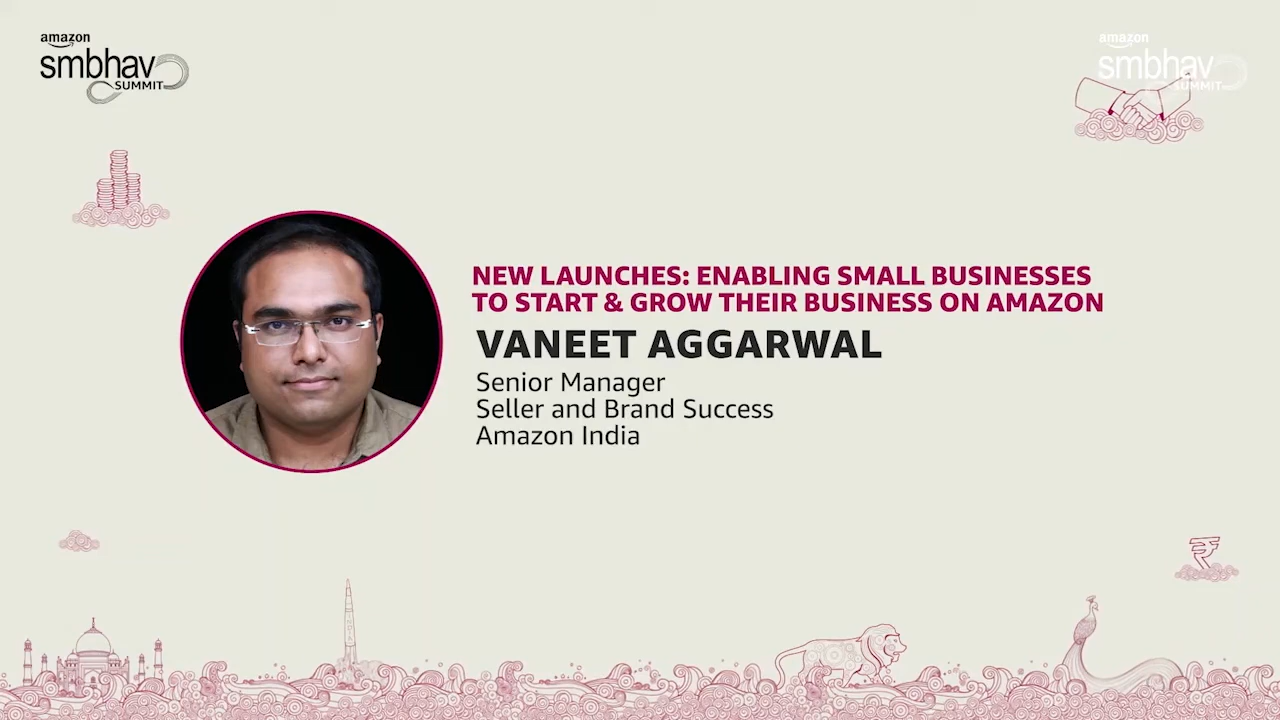 amazon
smbhav
SUMMIT
amazon
smbhav
SUMMIT
NEW LAUNCHES: ENABLING SMALL BUSINESSES
TO START & GROW THEIR BUSINESS ON AMAZON
VANEET AGGARWAL
Senior Manager
Seller and Brand Success
Amazon India
₹
INDIA